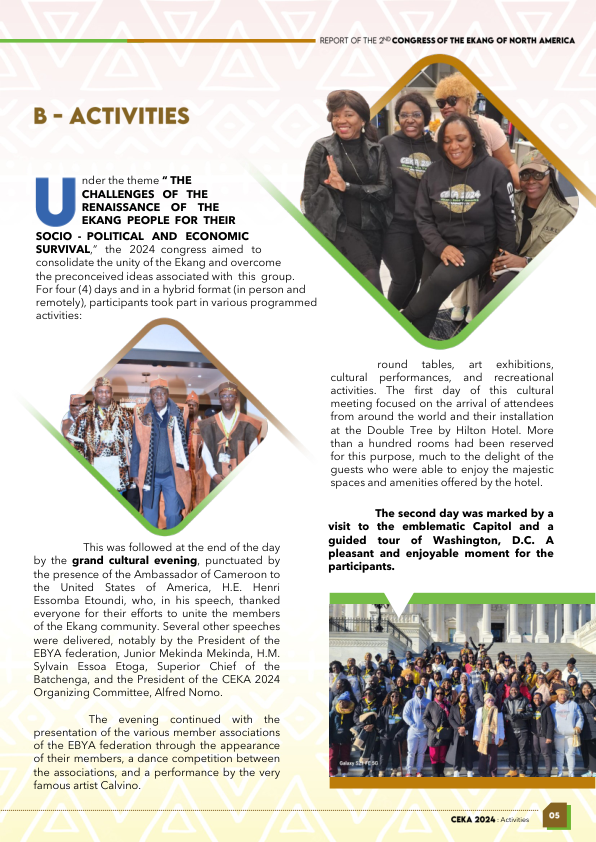 REPORT OF THE 2ND CONGRESS OF THE EKANG OF NORTH AMERICA
B - ACTIVITIES
Under the theme “ THE
CHALLENGES OF THE
RENAISSANCE OF THE
EKANG PEOPLE FOR THEIR
SOCIO - POLITICAL AND ECONOMIC
SURVIVAL,” the 2024 congress aimed to
consolidate the unity of the Ekang and overcome
the preconceived ideas associated with this group.
For four (4) days and in a hybrid format (in person and
remotely), participants took part in various programmed
activities:
round tables, art exhibitions,
cultural performances, and recreational
activities. The first day of this cultural
meeting focused on the arrival of attendees
from around the world and their installation
at the Double Tree by Hilton Hotel. More
than a hundred rooms had been reserved
for this purpose, much to the delight of the
guests who were able to enjoy the majestic
spaces and amenities offered by the hotel.
This was followed at the end of the day
by the grand cultural evening, punctuated by
the presence of the Ambassador of Cameroon to
the United States of America, H.E. Henri
Essomba Etoundi, who, in his speech, thanked
everyone for their efforts to unite the members
of the Ekang community. Several other speeches
were delivered, notably by the President of the
EBYA federation, Junior Mekinda Mekinda, H.M.
Sylvain Essoa Etoga, Superior Chief of the
Batchenga, and the President of the CEKA 2024
Organizing Committee, Alfred Nomo.
The evening continued with the
presentation of the various member associations
of the EBYA federation through the appearance
of their members, a dance competition between
the associations, and a performance by the very
famous artist Calvino.
The second day was marked by a
visit to the emblematic Capitol and a
guided tour of Washington, D.C. A
pleasant and enjoyable moment for the
participants.
CEKA 2024
CEKA 2024
Galaxy S21 FE 5G
CEKA 2024 : Activities
05